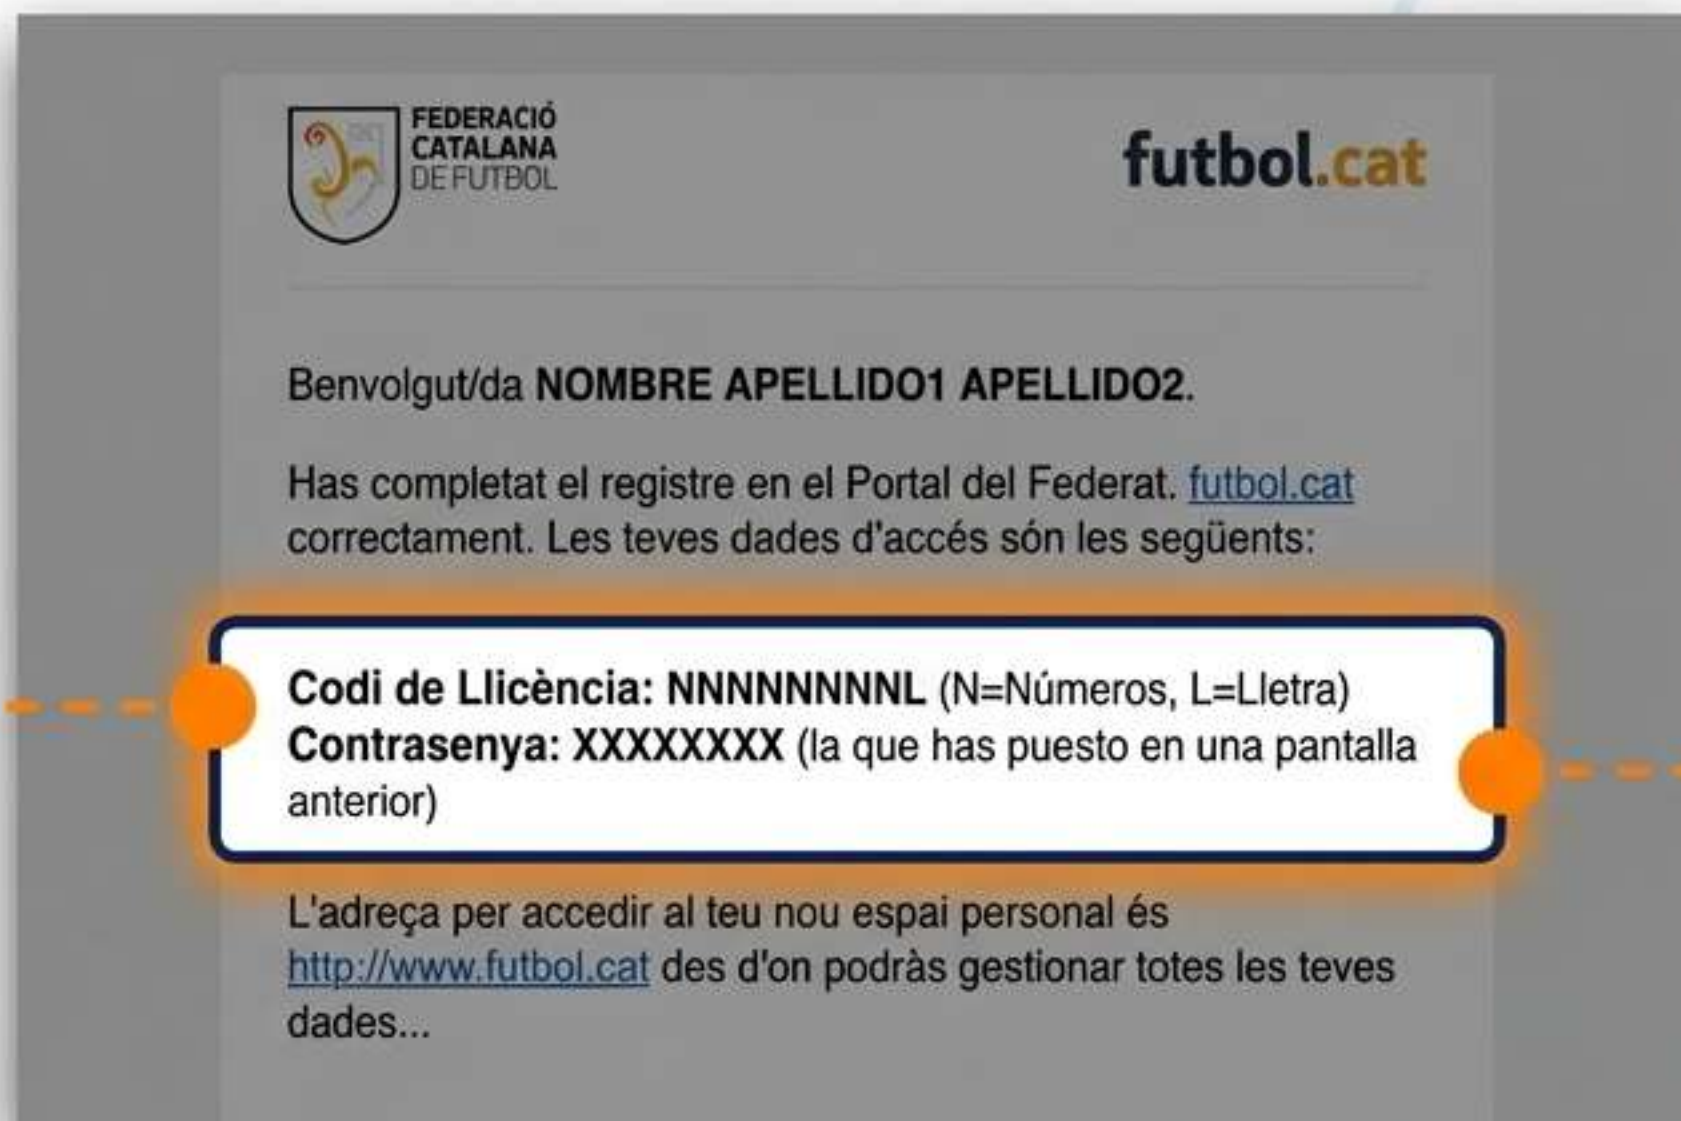 FEDERACIÓ
CATALANA
DE FUTBOL
futbol.cat
Benvolgut/da NOMBRE APELLIDO1 APELLIDO2.
Has completat el registre en el Portal del Federat. futbol.cat
correctament. Les teves dades d'accés són les següents:
Codi de Llicència: NNNNNNNNL (N=Números, L=Lletra)
Contrasenya: XXXXXXXX (la que has puesto en una pantalla
anterior)
L'adreça per accedir al teu nou espai personal és
http://www.futbol.cat des d'on podràs gestionar totes les teves
dades...